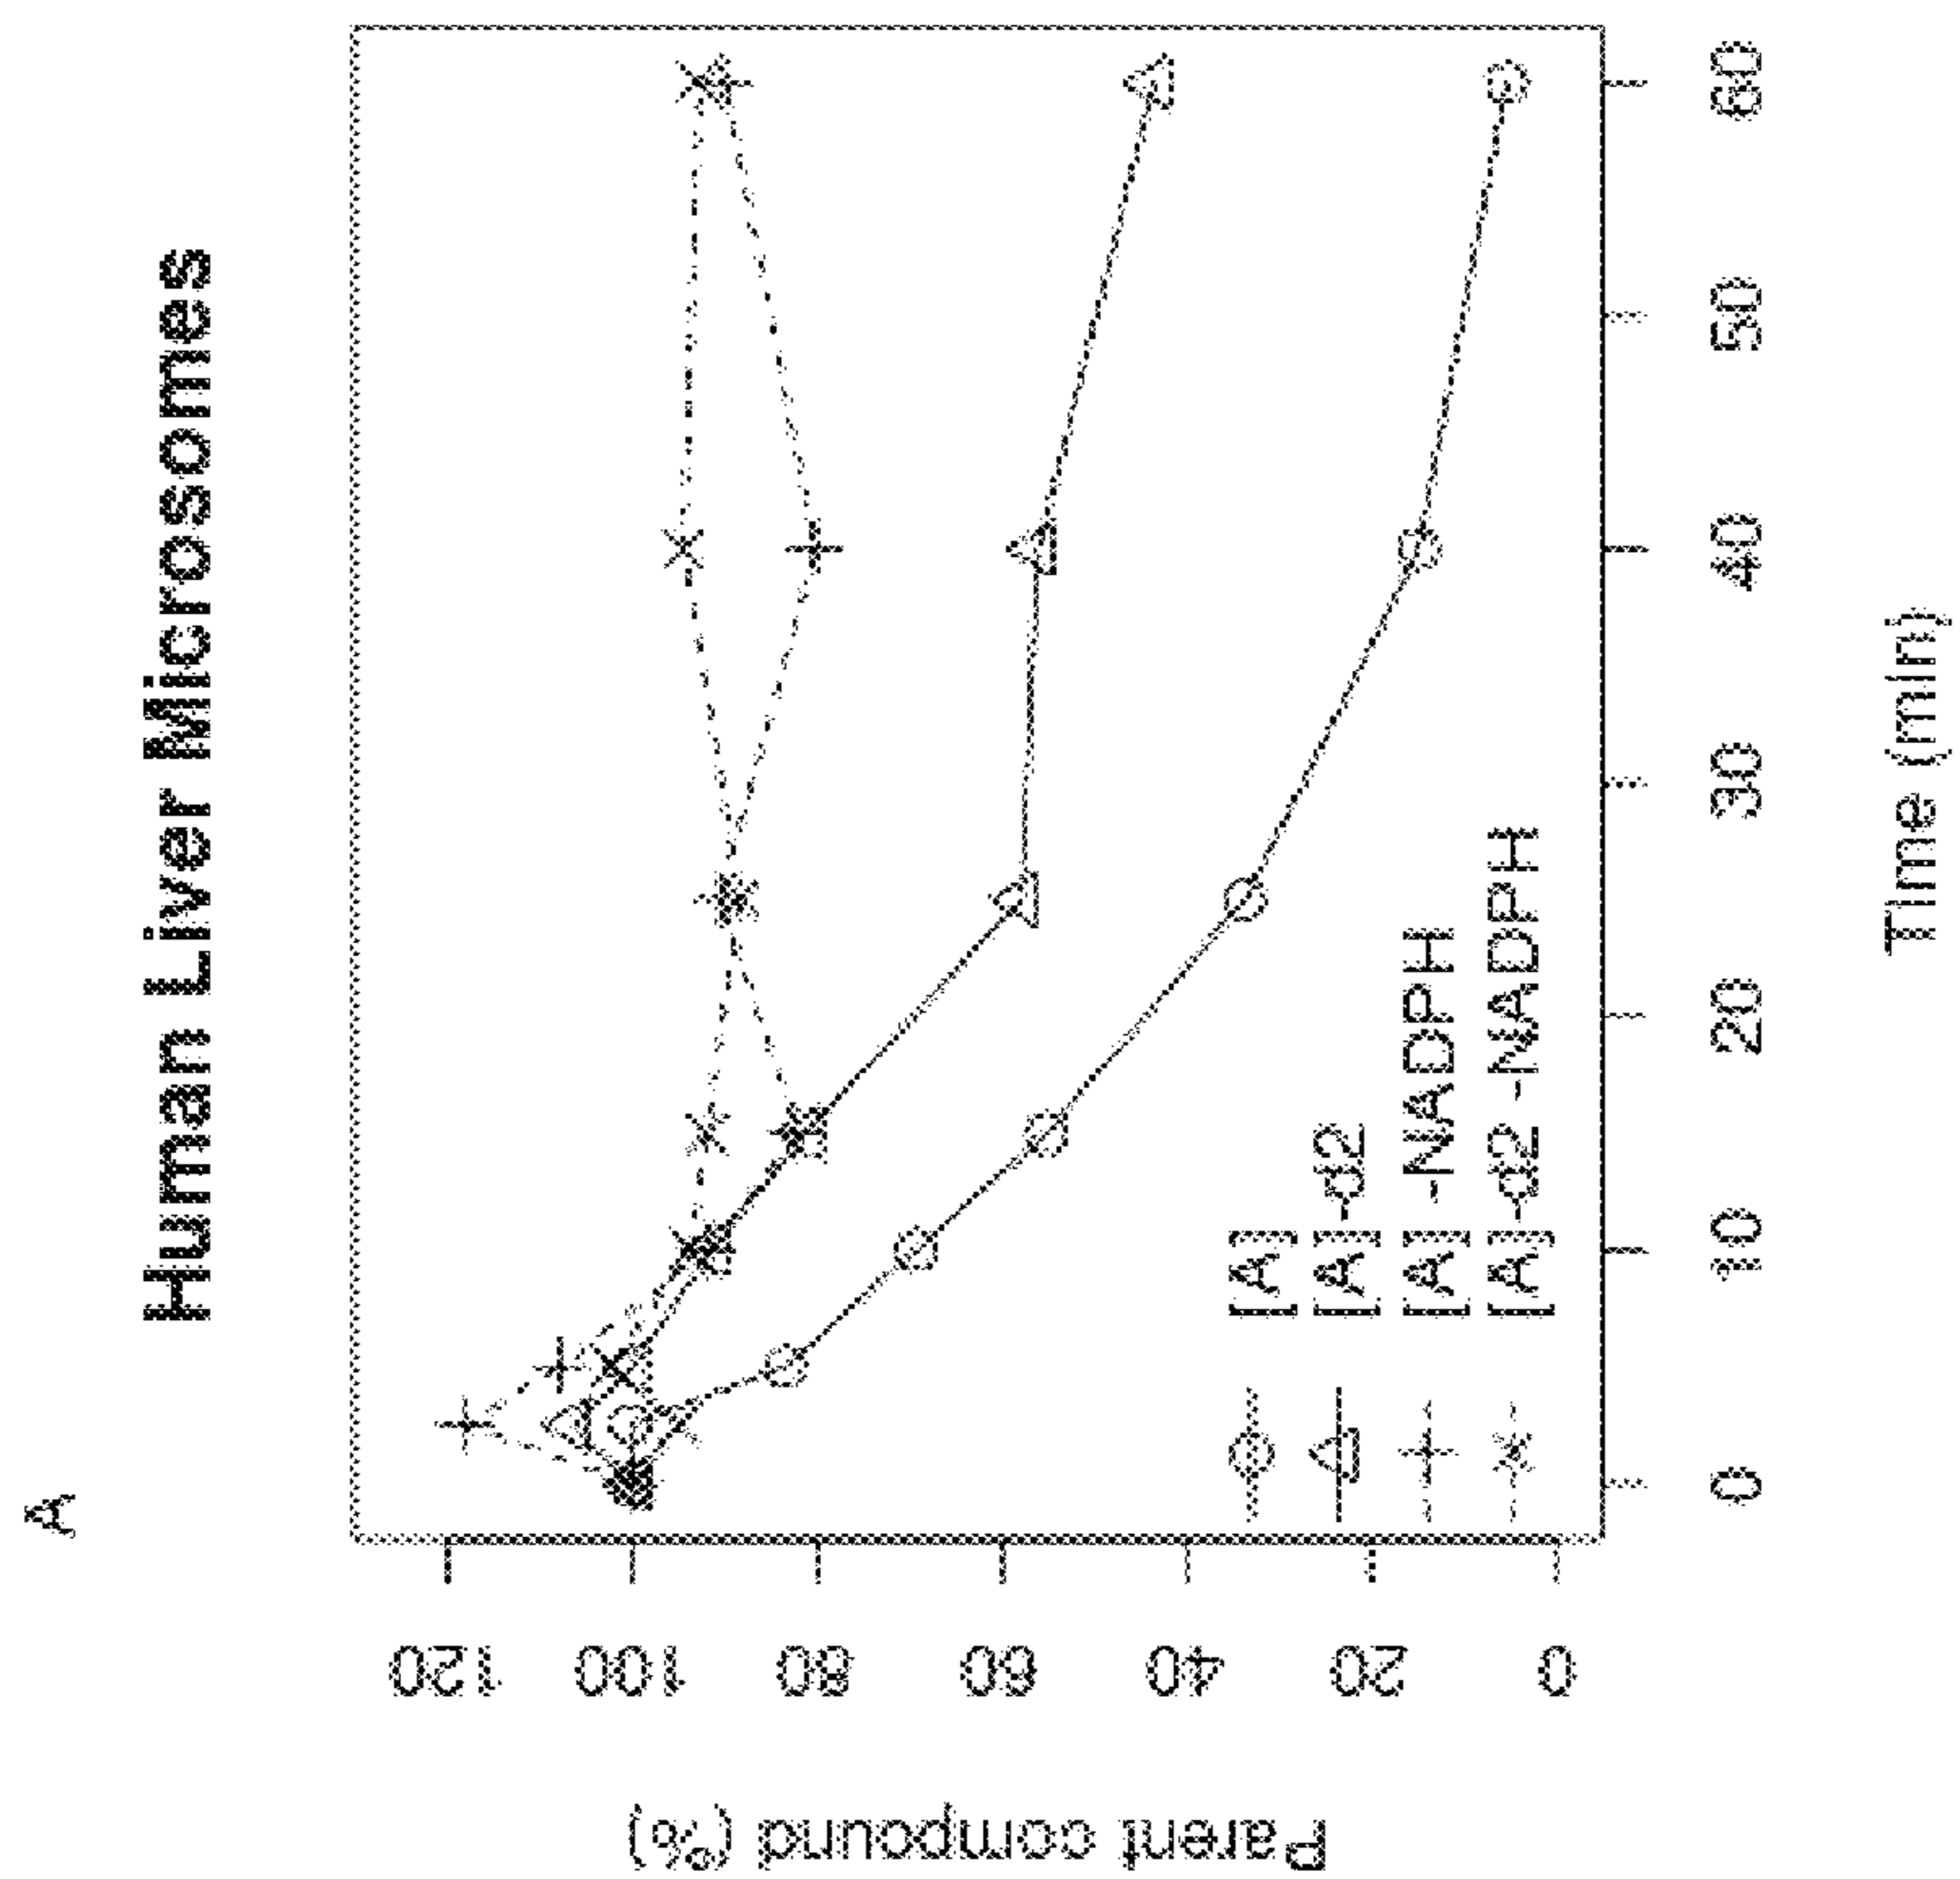 A
Human Liver Microsomes
Parent compound (%)
120
100
80
60
40
20
0
[A]
[A]-d2
[A] -NADPH
[A]-d2 -NADPH
0 10 20 30 40 50 60
Time (min)